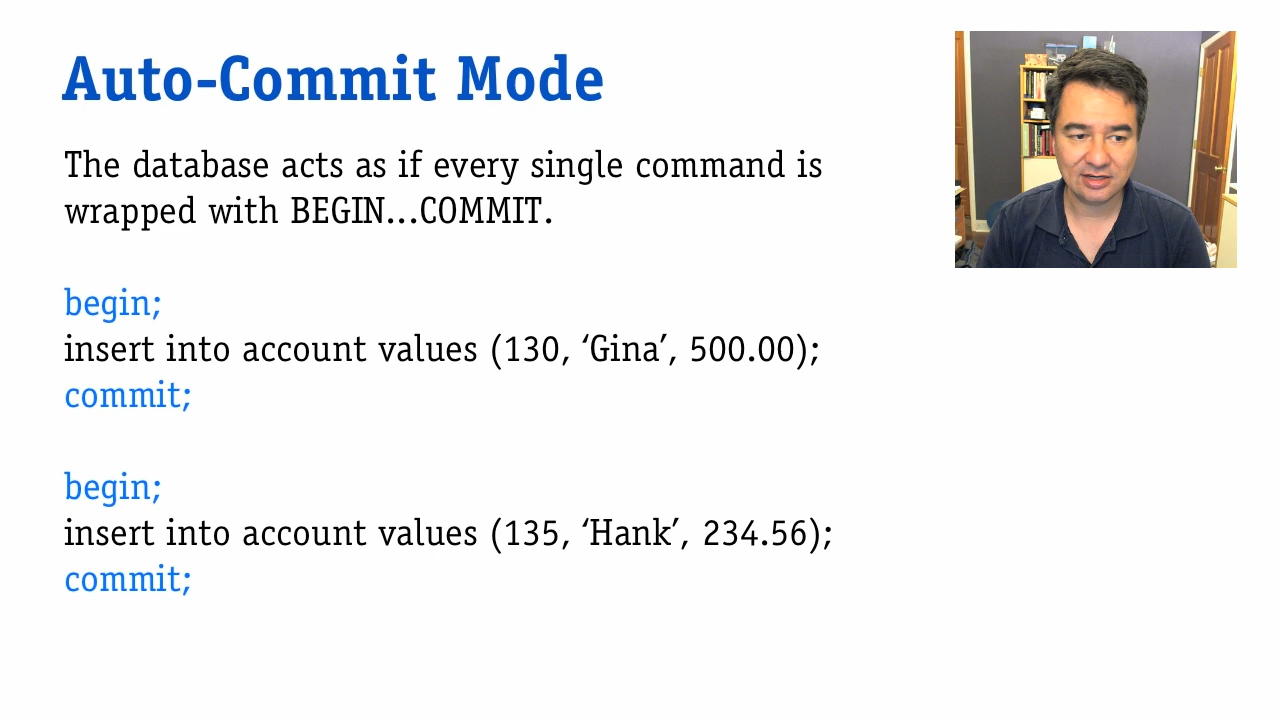 Auto-Commit Mode
The database acts as if every single command is
wrapped with BEGIN...COMMIT.
begin;
insert into account values (130, ‘Gina’, 500.00);
commit;
begin;
insert into account values (135, ‘Hank’, 234.56);
commit;